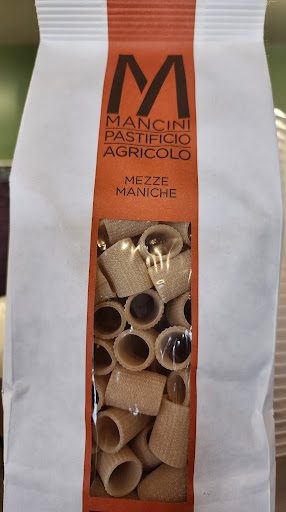 M
MANCINI
PASTIFICIO
AGRICOLO
MEZZE
MANICHE